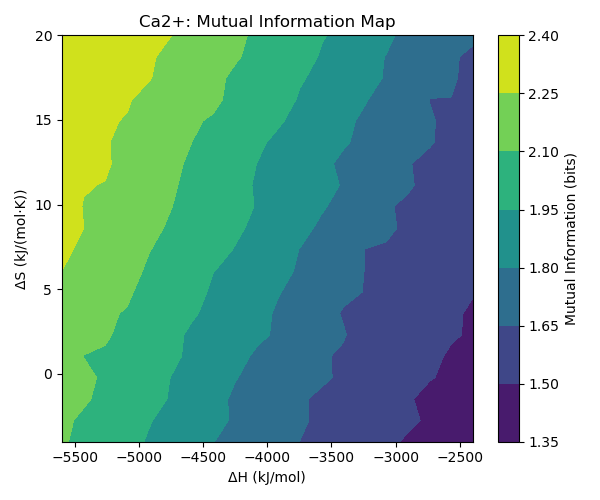 Ca2+: Mutual Information Map
20
15
10
5
0
ΔS (kJ/(mol·K))
−5500 −5000 −4500 −4000 −3500 −3000 −2500
ΔH (kJ/mol)
2.40
2.25
2.10
1.95
1.80
1.65
1.50
1.35
Mutual Information (bits)